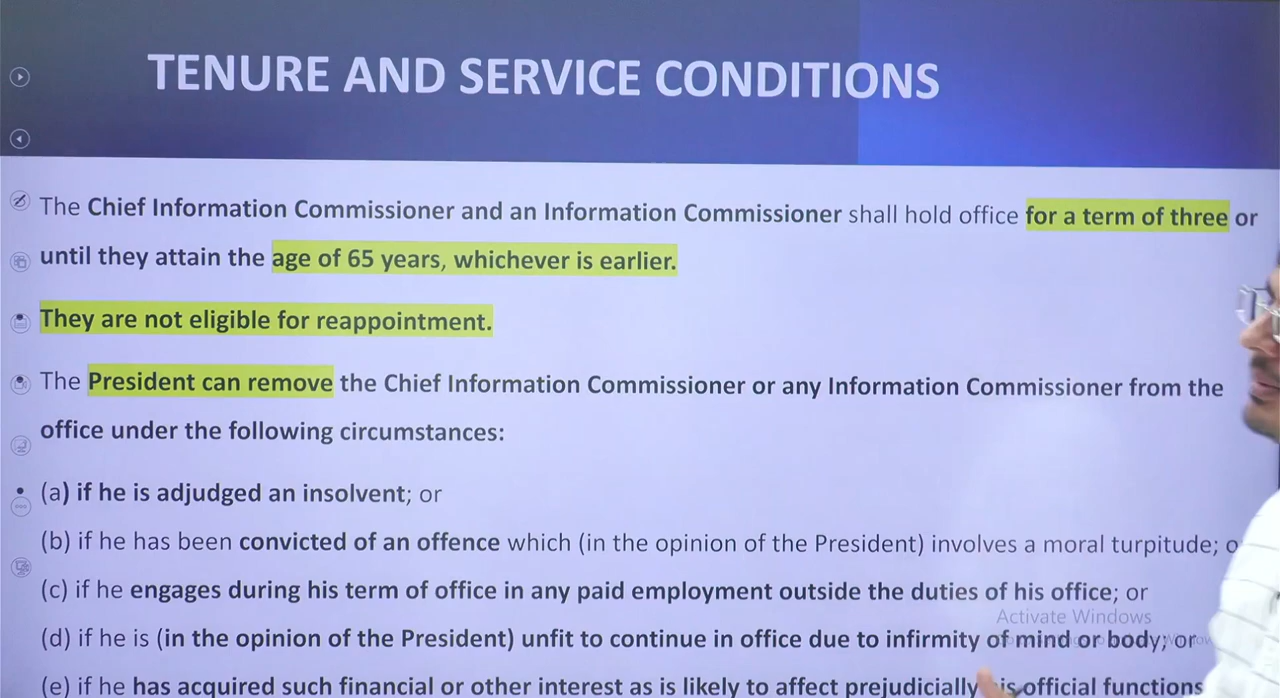 TENURE AND SERVICE CONDITIONS
The Chief Information Commissioner and an Information Commissioner shall hold office for a term of three or
until they attain the age of 65 years, whichever is earlier.
They are not eligible for reappointment.
The President can remove the Chief Information Commissioner or any Information Commissioner from the
office under the following circumstances:
(a) if he is adjudged an insolvent; or
(b) if he has been convicted of an offence which (in the opinion of the President) involves a moral turpitude; o
(c) if he engages during his term of office in any paid employment outside the duties of his office; or
Activate Windows
(d) if he is (in the opinion of the President) unfit to continue in office due to infirmity of mind or body; or
(e) if he has acquired such financial or other interest as is likely to affect prejudicially is official functions